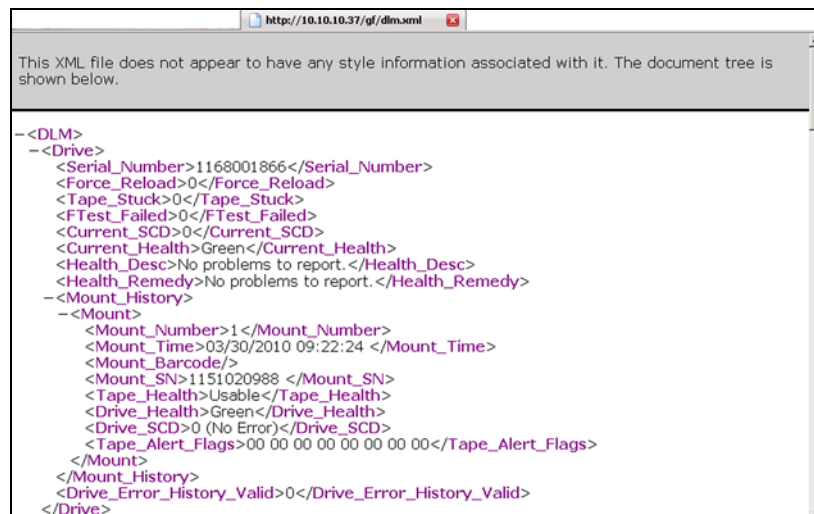 http://10.10.10.37/gf/dlm.xml
This XML file does not appear to have any style information associated with it. The document tree is
shown below.
−<DLM>
−<Drive>
<Serial_Number>1168001866</Serial_Number>
<Force_Reload>0</Force_Reload>
<Tape_Stuck>0</Tape_Stuck>
<FTest_Failed>0</FTest_Failed>
<Current_SCD>0</Current_SCD>
<Current_Health>Green</Current_Health>
<Health_Desc>No problems to report.</Health_Desc>
<Health_Remedy>No problems to report.</Health_Remedy>
−<Mount_History>
−<Mount>
<Mount_Number>1</Mount_Number>
<Mount_Time>03/30/2010 09:22:24 </Mount_Time>
<Mount_Barcode/>
<Mount_SN>1151020988 </Mount_SN>
<Tape_Health>Usable</Tape_Health>
<Drive_Health>Green</Drive_Health>
<Drive_SCD>0 (No Error)</Drive_SCD>
<Tape_Alert_Flags>00 00 00 00 00 00 00 00</Tape_Alert_Flags>
</Mount>
</Mount_History>
<Drive_Error_History_Valid>0</Drive_Error_History_Valid>
</Drive>